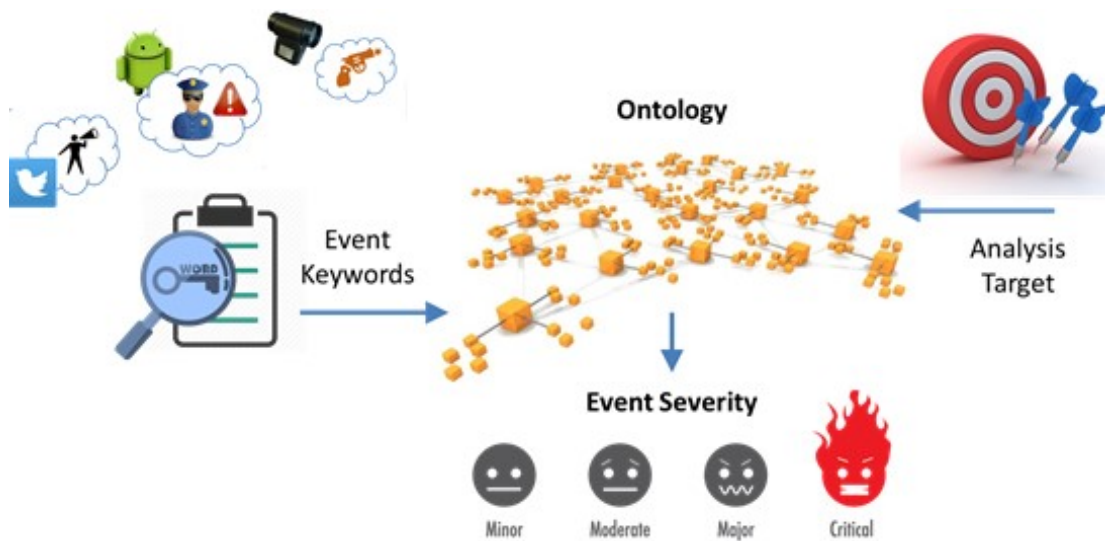 Ontology
WORD
Event
Keywords
Analysis
Target
Event Severity
Minor
Moderate
Major
Critical